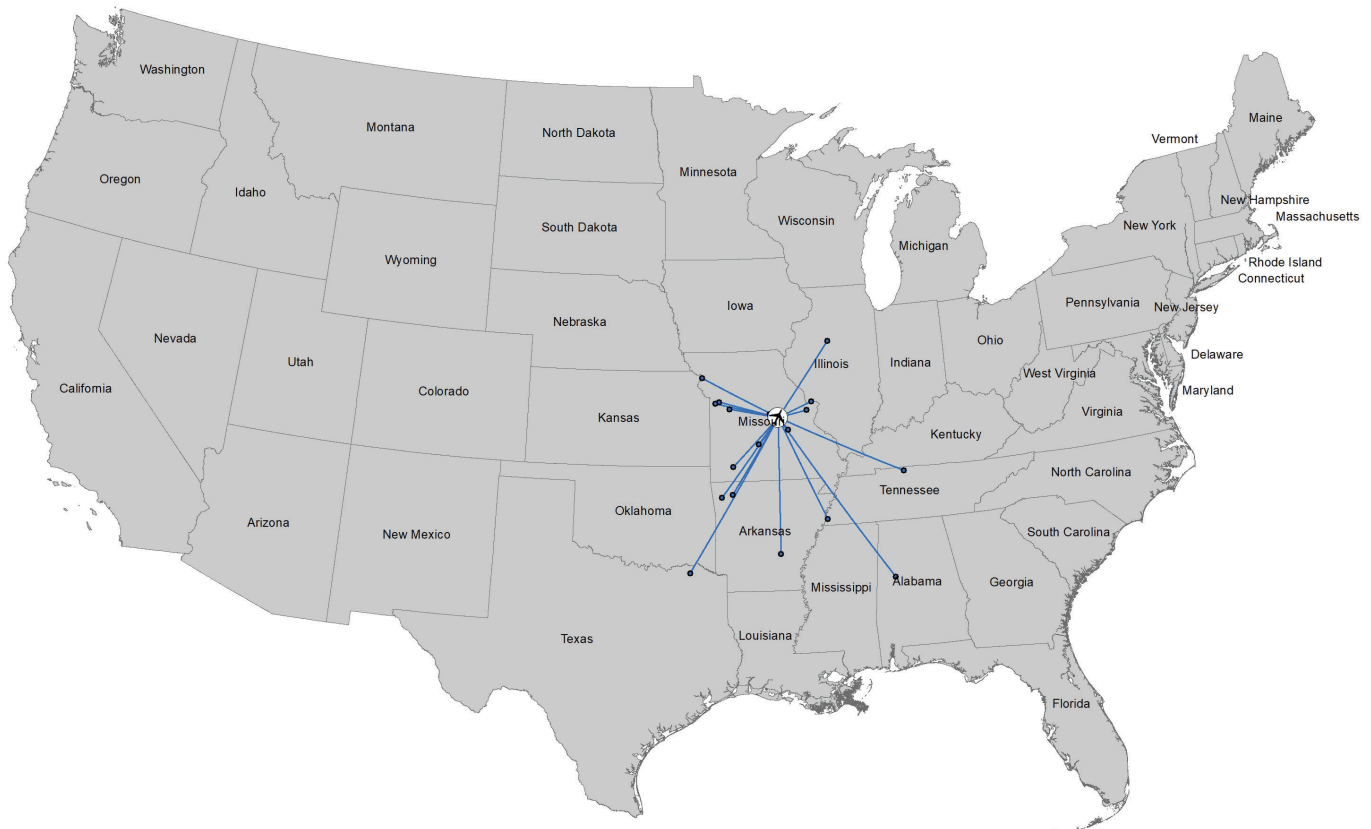 Washington
Montana
North Dakota
Minnesota
Vermont
Maine
Oregon
Idaho
Wisconsin
New Hampshire
Massachusetts
South Dakota
New York
Michigan
Wyoming
Rhode Island
Connecticut
Iowa
Pennsylvania
New Jersey
Nebraska
Nevada
Ohio
Utah
Illinois
Indiana
Delaware
California
Colorado
West Virginia
Maryland
Kansas
Missouri
Virginia
Kentucky
North Carolina
Tennessee
Oklahoma
Arizona
New Mexico
Arkansas
South Carolina
Mississippi
Alabama
Georgia
Texas
Louisiana
Florida